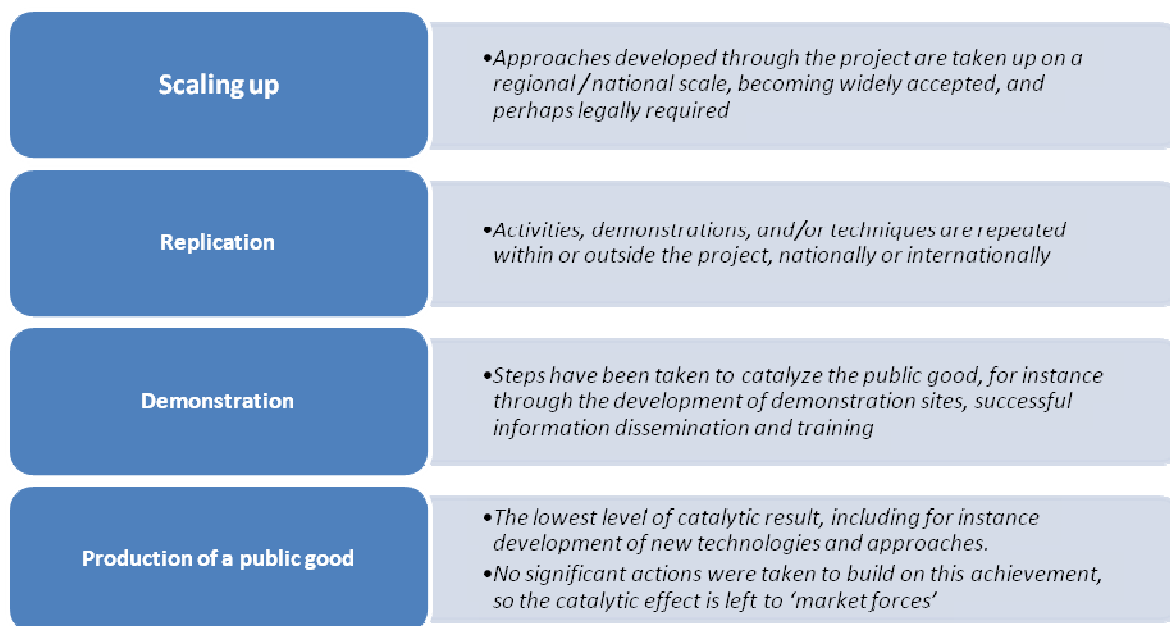 Scaling up
•Approaches developed through the project are taken up on a
regional / national scale, becoming widely accepted, and
perhaps legally required
Replication
•Activities, demonstrations, and/or techniques are repeated
within or outside the project, nationally or internationally
Demonstration
•Steps have been taken to catalyze the public good, for instance
through the development of demonstration sites, successful
information dissemination and training
Production of a public good
•The lowest level of catalytic result, including for instance
development of new technologies and approaches.
•No significant actions were taken to build on this achievement,
so the catalytic effect is left to ‘market forces’